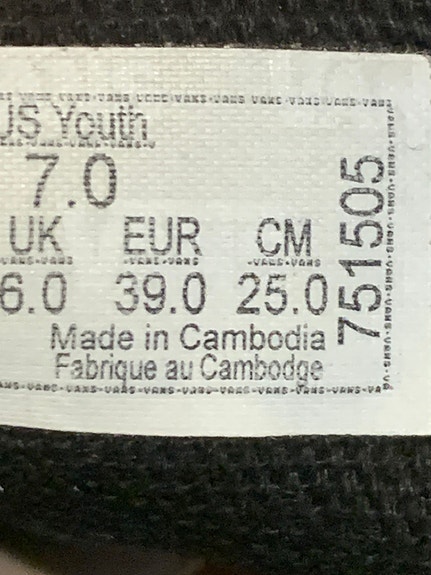 US Youth
7.0
UK EUR CM
6.0 39.0 25.0
Made in Cambodia
Fabrique au Cambodge
751505